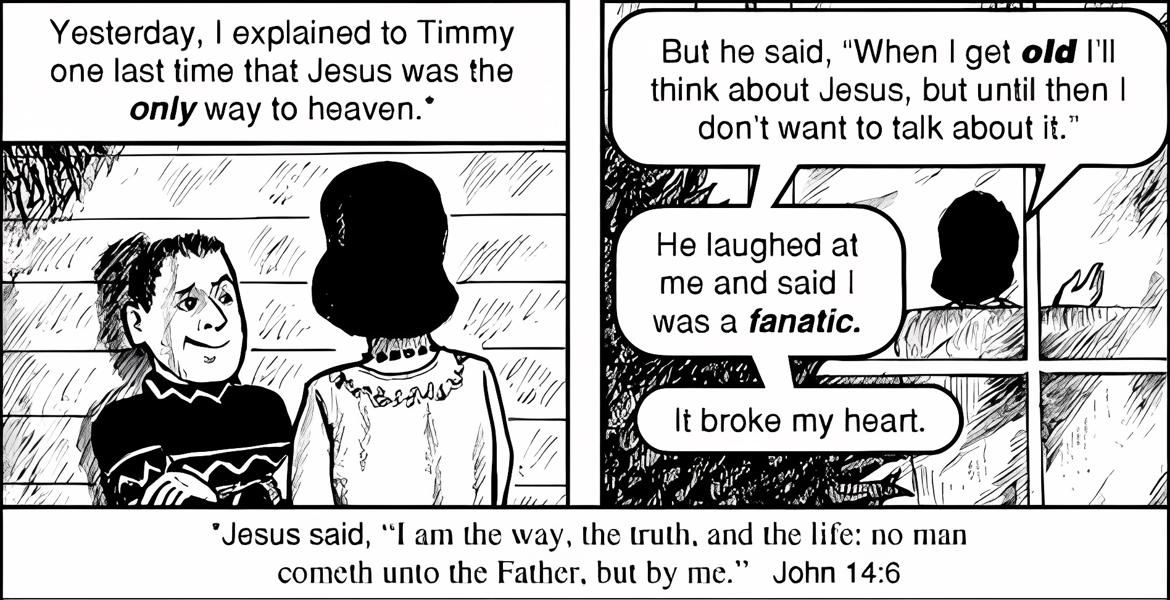 Yesterday, I explained to Timmy
one last time that Jesus was the
only way to heaven.*
But he said, “When I get old I'll
think about Jesus, but until then I
don't want to talk about it.”
He laughed at
me and said I
was a fanatic.
It broke my heart.
*Jesus said, “I am the way, the truth, and the life: no man
cometh unto the Father, but by me.” John 14:6